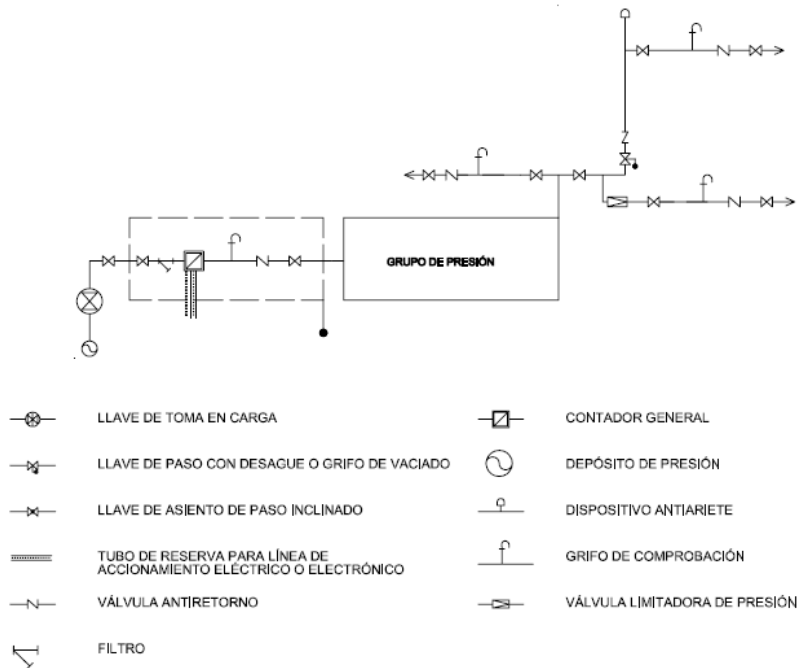 GRUPO DE PRESIÓN
LLAVE DE TOMA EN CARGA
CONTADOR GENERAL
LLAVE DE PASO CON DESAGUE O GRIFO DE VACIADO
DEPÓSITO DE PRESIÓN
LLAVE DE ASIENTO DE PASO INCLINADO
DISPOSITIVO ANTIARIETE
TUBO DE RESERVA PARA LÍNEA DE
ACCIONAMIENTO ELÉCTRICO O ELECTRÓNICO
GRIFO DE COMPROBACIÓN
VÁLVULA ANTIRETORNO
VÁLVULA LIMITADORA DE PRESIÓN
FILTRO